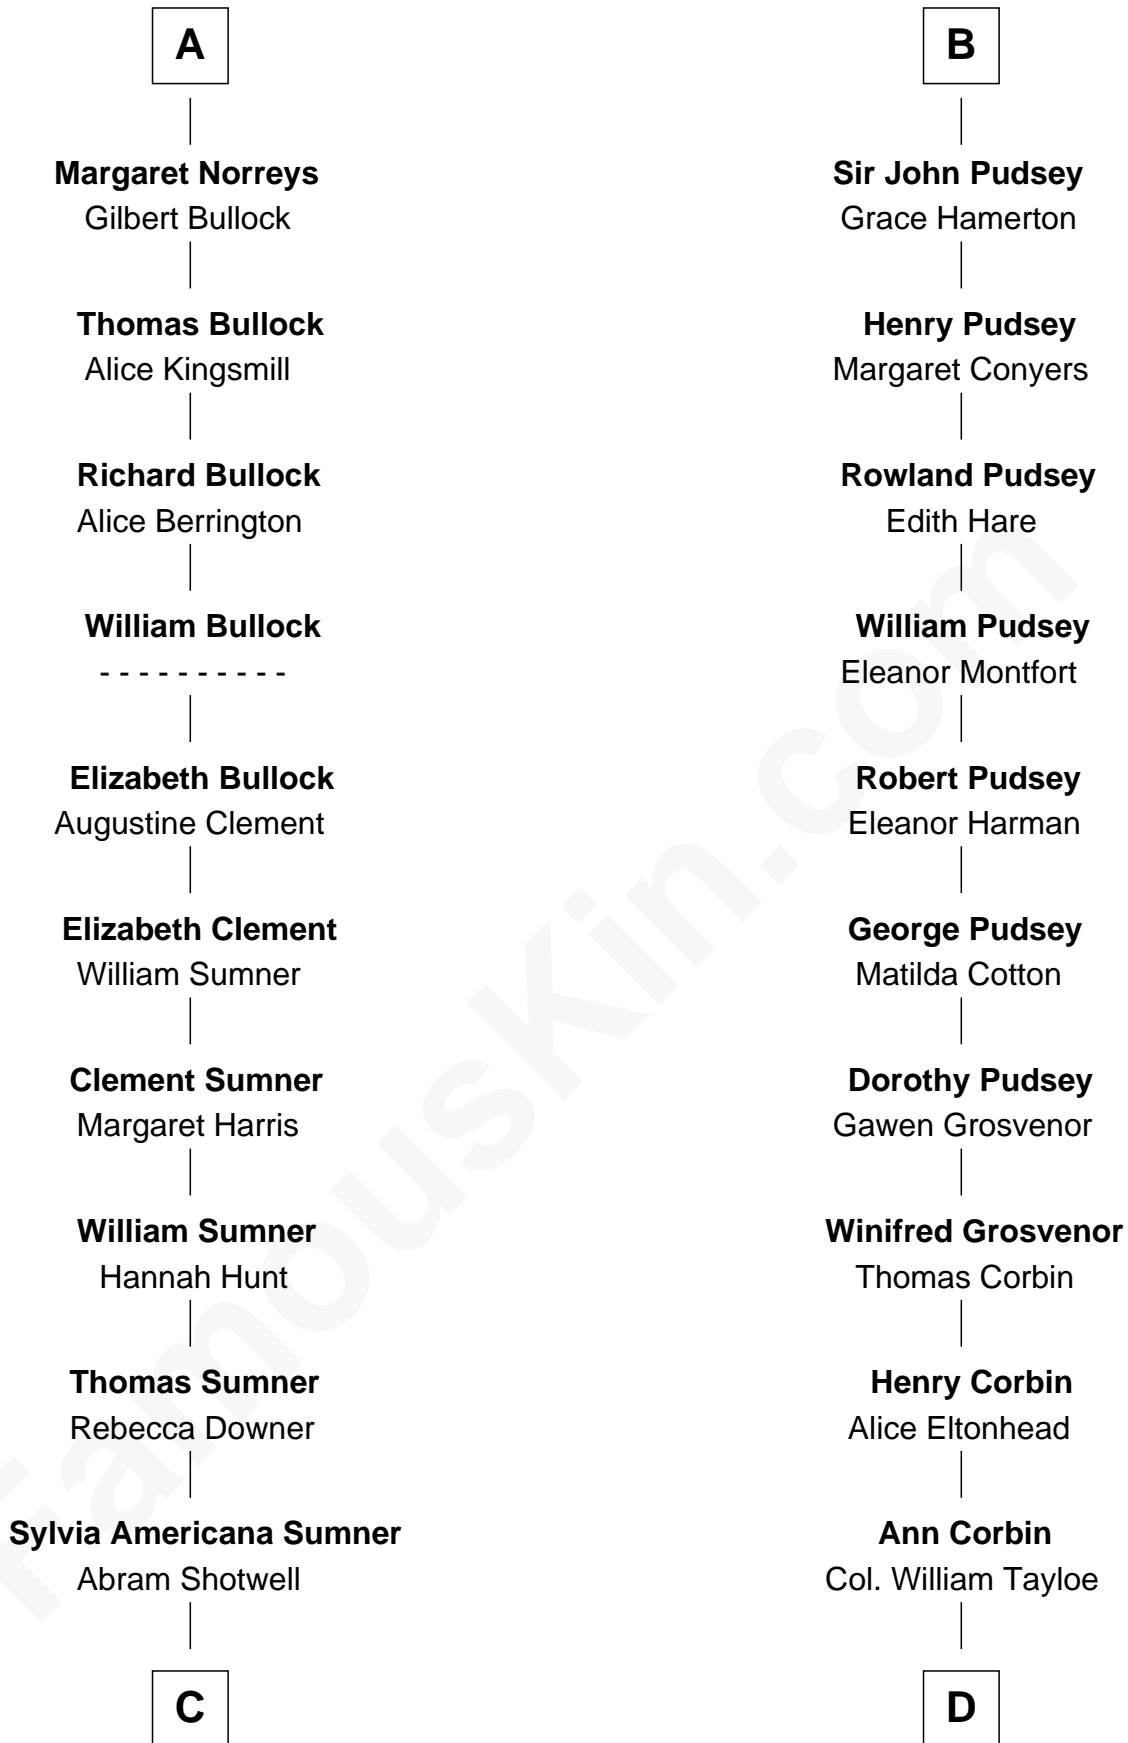 A
Margaret Norreys
Gilbert Bullock
Thomas Bullock
Alice Kingsmill
Richard Bullock
Alice Berrington
William Bullock
- - - - - - - - - -
Elizabeth Bullock
Augustine Clement
Elizabeth Clement
William Sumner
Clement Sumner
Margaret Harris
William Sumner
Hannah Hunt
Thomas Sumner
Rebecca Downer
Sylvia Americana Sumner
Abram Shotwell
C
B
Sir John Pudsey
Grace Hamerton
Henry Pudsey
Margaret Conyers
Rowland Pudsey
Edith Hare
William Pudsey
Eleanor Montfort
Robert Pudsey
Eleanor Harman
George Pudsey
Matilda Cotton
Dorothy Pudsey
Gawen Grosvenor
Winifred Grosvenor
Thomas Corbin
Henry Corbin
Alice Eltonhead
Ann Corbin
Col. William Tayloe
D
FamousKin.com